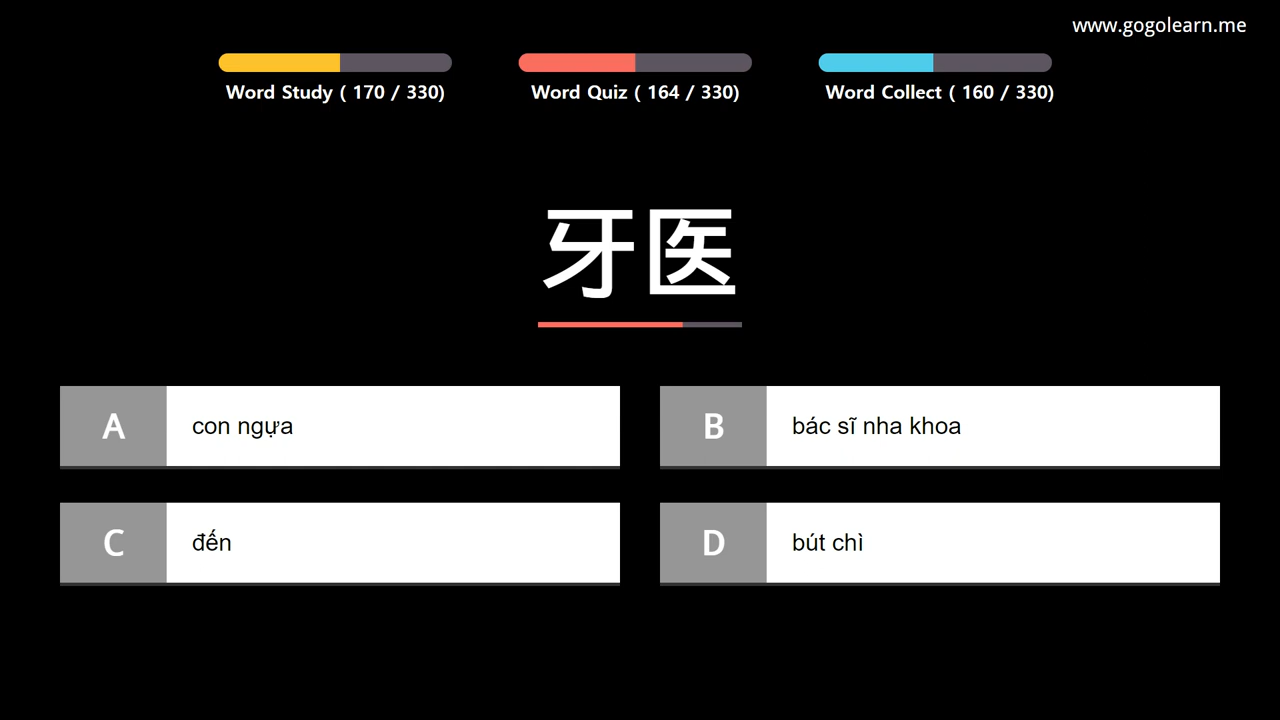 www.gogolearn.me
Word Study ( 170 / 330)
Word Quiz ( 164 / 330)
Word Collect ( 160 / 330)
牙医
A con ngựa
B bác sĩ nha khoa
C đến
D bút chì